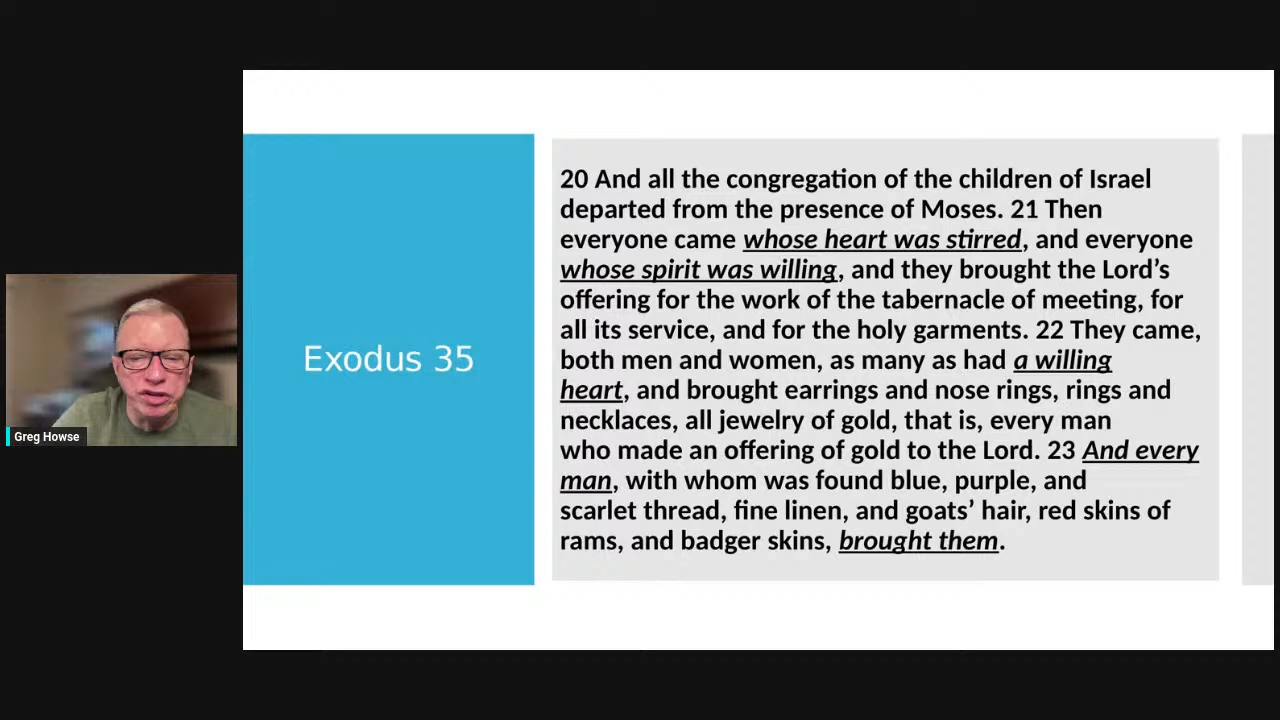 Greg Howse
Exodus 35
20 And all the congregation of the children of Israel
departed from the presence of Moses. 21 Then
everyone came whose heart was stirred, and everyone
whose spirit was willing, and they brought the Lord’s
offering for the work of the tabernacle of meeting, for
all its service, and for the holy garments. 22 They came,
both men and women, as many as had a willing
heart, and brought earrings and nose rings, rings and
necklaces, all jewelry of gold, that is, every man
who made an offering of gold to the Lord. 23 And every
man, with whom was found blue, purple, and
scarlet thread, fine linen, and goats’ hair, red skins of
rams, and badger skins, brought them.